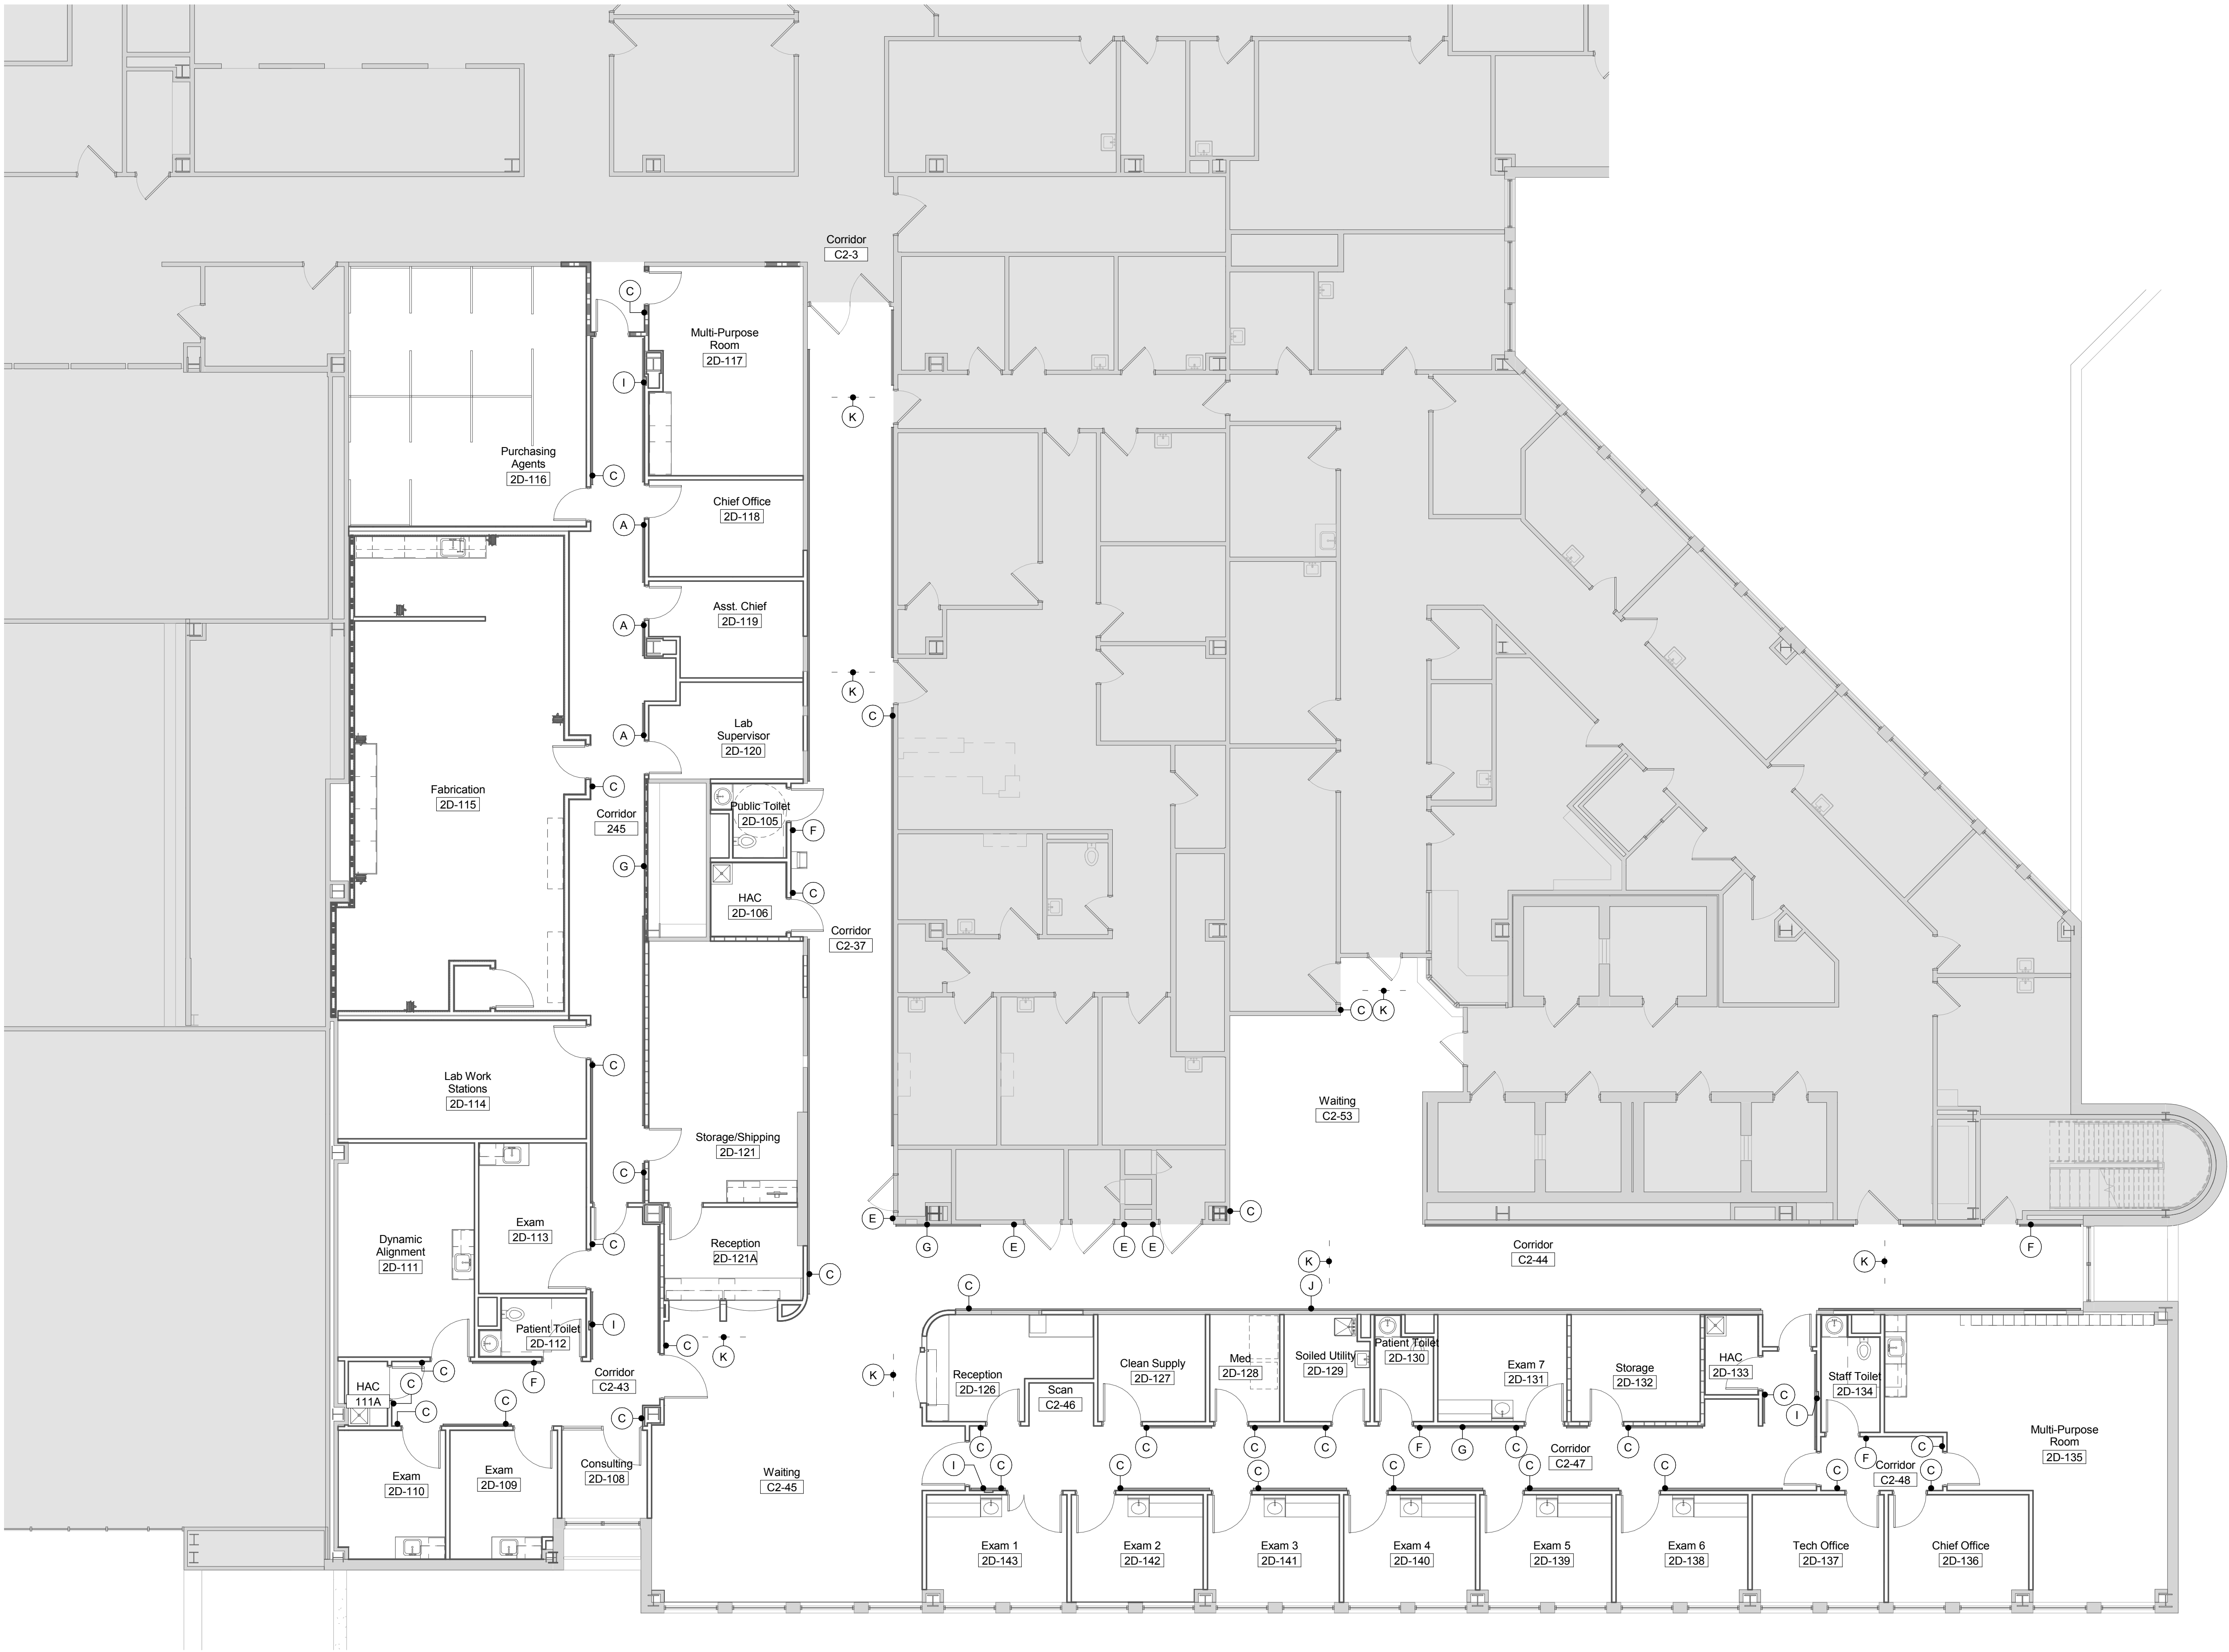 Corridor
C2-3
C
Multi-Purpose
Room
2D-117
I
K
Purchasing
Agents
2D-116
C
Chief Office
2D-118
A
Asst. Chief
2D-119
A
K
C
Lab
Supervisor
2D-120
A
Fabrication
2D-115
C
Public Toilet
2D-105
Corridor
245
F
G
C
HAC
2D-106
Corridor
C2-37
C
K
C
Lab Work
Stations
2D-114
Waiting
C2-53
Storage/Shipping
2D-121
C
Exam
2D-113
E
C
G
E
E
E
Dynamic
Alignment
2D-111
C
Reception
2D-121A
C
Corridor
C2-44
K
K
F
C
J
Patient Toilet
2D-112
I
C
K
C
F
HAC
111A
C
C
C
Corridor
C2-43
C
K
Reception
2D-126
Scan
C2-46
Clean Supply
2D-127
Med
2D-128
Soiled Utility
2D-129
Patient Toilet
2D-130
Exam 7
2D-131
Storage
2D-132
HAC
2D-133
C
I
Staff Toilet
2D-134
Multi-Purpose
Room
2D-135
C
C
C
C
F
G
C
C
F
C
Corridor
C2-47
Corridor
C2-48
Exam
2D-110
Exam
2D-109
Consulting
2D-108
Waiting
C2-45
I
C
C
C
C
C
C
C
C
Exam 1
2D-143
Exam 2
2D-142
Exam 3
2D-141
Exam 4
2D-140
Exam 5
2D-139
Exam 6
2D-138
Tech Office
2D-137
Chief Office
2D-136